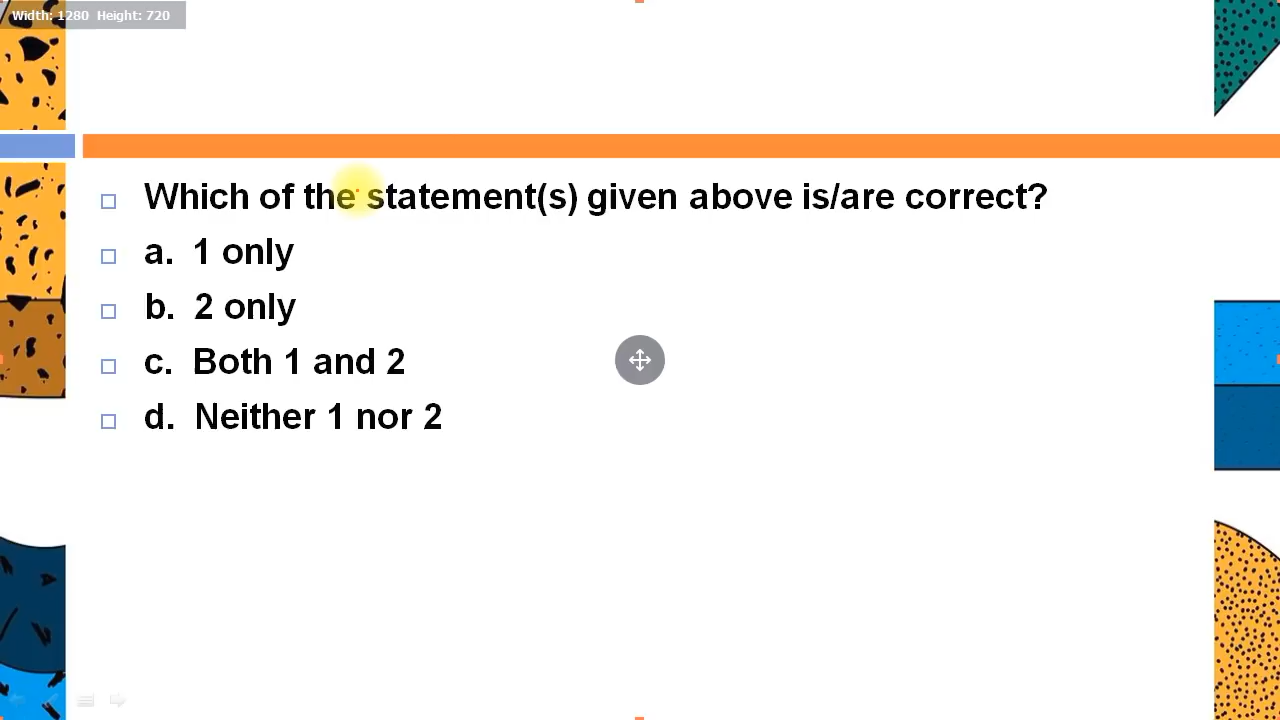 Width: 1280 Height: 720
Which of the statement(s) given above is/are correct?
a. 1 only
b. 2 only
c. Both 1 and 2
d. Neither 1 nor 2